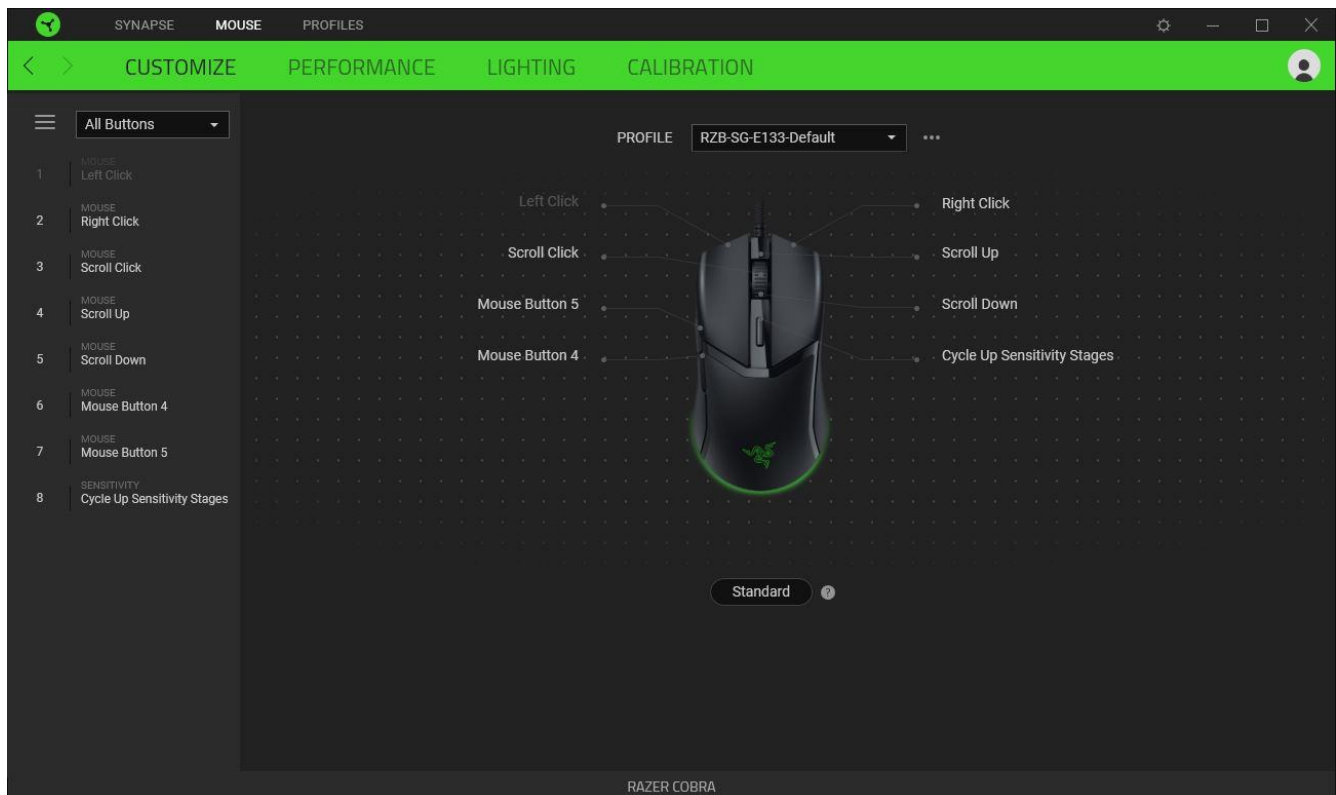 SYNAPSE MOUSE PROFILES
CUSTOMIZE PERFORMANCE LIGHTING CALIBRATION
All Buttons
1 MOUSE
Left Click
2 MOUSE
Right Click
3 MOUSE
Scroll Click
4 MOUSE
Scroll Up
5 MOUSE
Scroll Down
6 MOUSE
Mouse Button 4
7 MOUSE
Mouse Button 5
8 SENSITIVITY
Cycle Up Sensitivity Stages
PROFILE RZB-SG-E133-Default
Left Click
Scroll Click
Mouse Button 5
Mouse Button 4
Right Click
Scroll Up
Scroll Down
Cycle Up Sensitivity Stages
Standard ?
RAZER COBRA